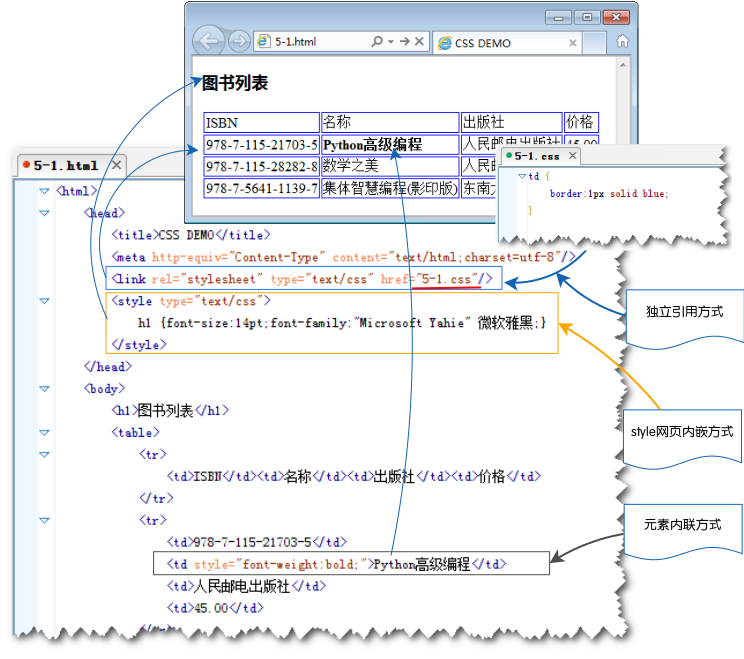 5-1.html
CSS DEMO
图书列表
ISBN 名称 出版社 价格
978-7-115-21703-5 Python高级编程 人民邮电出版社 45.00
978-7-115-28282-8 数学之美 人民
978-7-5641-1139-7 集体智慧编程(影印版) 东南
5-1.css
td {
border:1px solid blue;
}
5-1.html
<html>
<head>
<title>CSS DEMO</title>
<meta http-equiv="Content-Type" content="text/html;charset=utf-8"/>
<link rel="stylesheet" type="text/css" href="5-1.css"/>
<style type="text/css">
h1 {font-size:14pt;font-family:"Microsoft Yahie" 微软雅黑;}
</style>
</head>
<body>
<h1>图书列表</h1>
<table>
<tr>
<td>ISBN</td><td>名称</td><td>出版社</td><td>价格</td>
</tr>
<tr>
<td>978-7-115-21703-5</td>
<td style="font-weight:bold;">Python高级编程</td>
<td>人民邮电出版社</td>
<td>45.00</td>
独立引用方式
style网页内嵌方式
元素内联方式